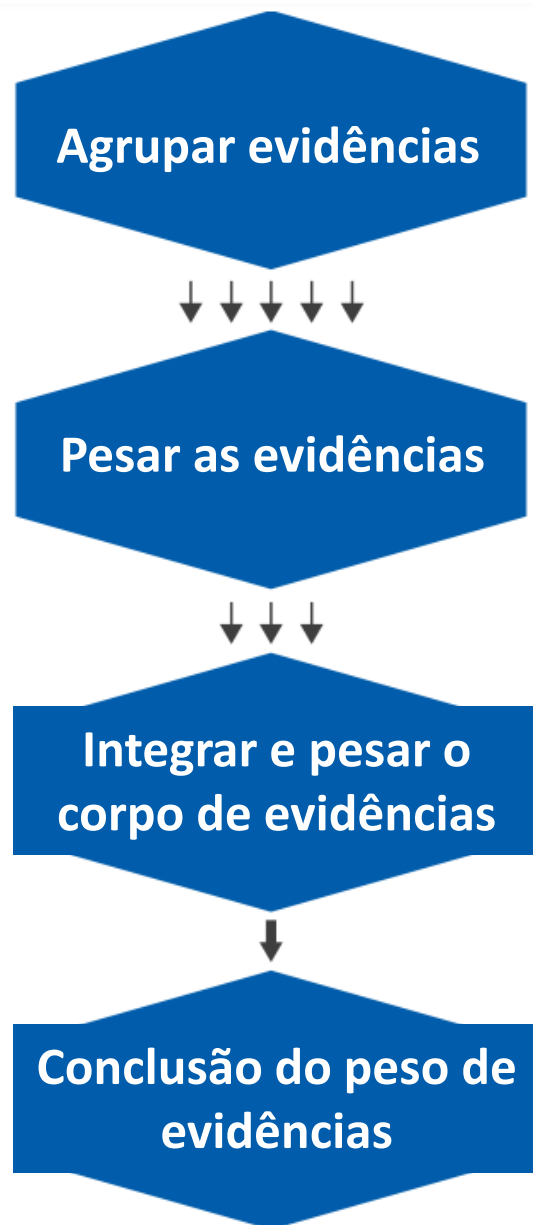 Agrupar evidências
Pesar as evidências
Integrar e pesar o
corpo de evidências
Conclusão do peso de
evidências